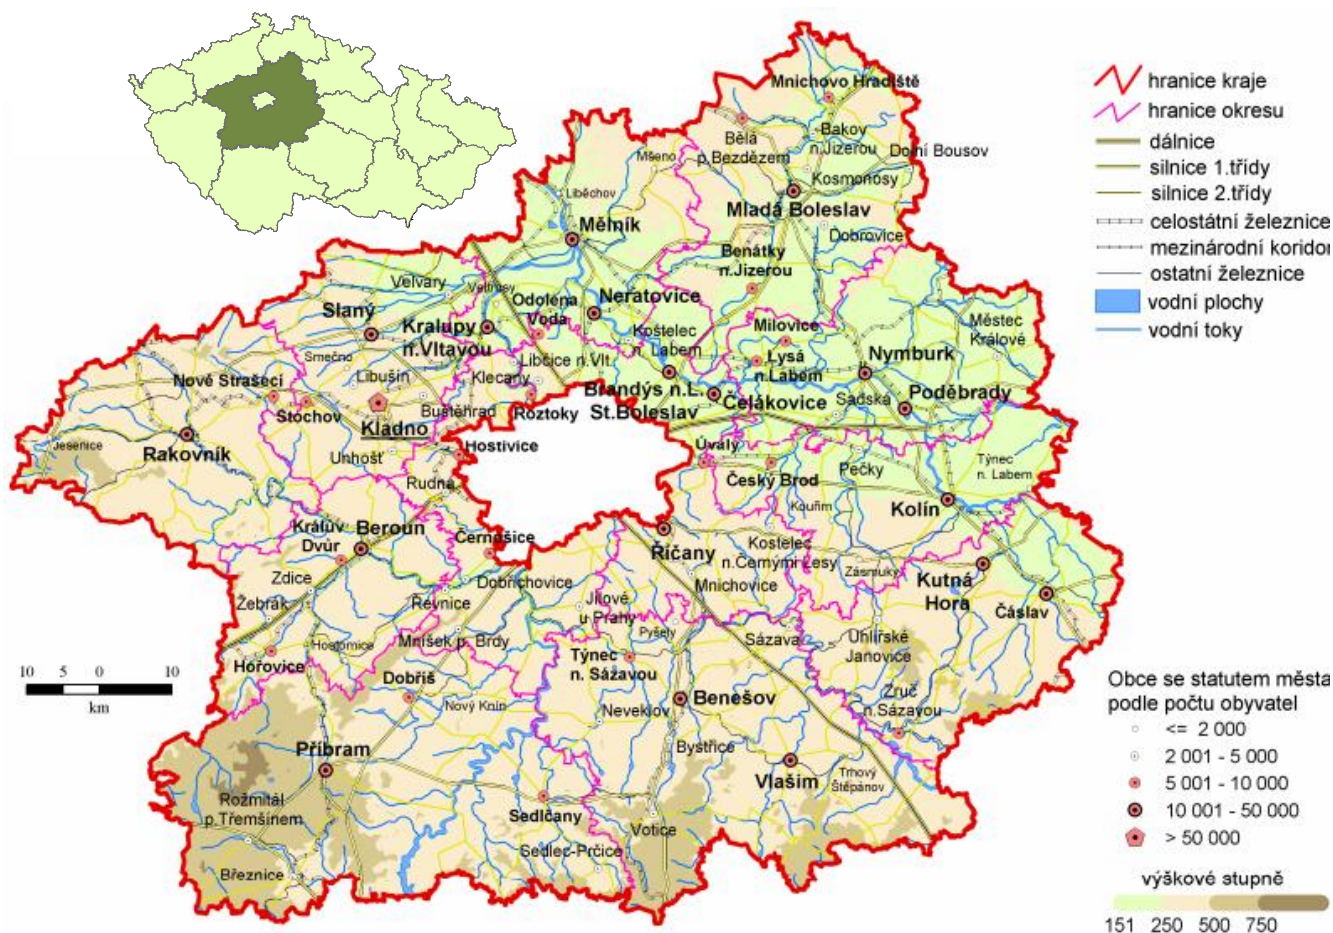 hranice kraje
hranice okresu
dálnice
silnice 1.třídy
silnice 2.třídy
celostátní železnice
mezinárodní koridor
ostatní železnice
vodní plochy
vodní toky
Mnichovo Hradiště
Bělá
p.Bezdězem
Bakov
n.Jizerou
Dolní Bousov
Mšeno
Kosmonosy
Liběchov
Mladá Boleslav
Mělník
Dobrovice
Benátky
n.Jizerou
Velvary
Veltrusy
Odolena
Voda
Neratovice
Slaný
Kralupy
n.Vltavou
Koštelec
n. Labem
Milovice
Městec
Králové
Smečno
Libčice n.Vlt.
Lysá
n.Labem
Nymburk
Nové Strašecí
Libušín
Klecany
Stochov
Buštěhrad
Roztoky
Brandýs n.L.
St.Boleslav
Čelákovice
Sadská
Poděbrady
Kladno
Jesenice
Rakovník
Hostivice
Unhošť
Úvaly
Pečky
Týnec
n. Labem
Rudná
Český Brod
Kouřim
Kolín
Králův
Dvůr
Beroun
Černošice
Říčany
Kostelec
n.Černými Lesy
Zásmuky
Kutná
Hora
Zdice
Dobřichovice
Mnichovice
Čáslav
Žebrák
Řevnice
Jílové
u Prahy
Hostomice
Mníšek p. Brdy
Pyšely
Sázava
Uhlířské
Janovice
Hořovice
Týnec
n. Sázavou
Dobříš
Nový Knín
Neveklov
Benešov
Zruč
n.Sázavou
Příbram
Bystřice
Vlašim
Trhový
Štěpánov
Rožmitál
p.Třemšínem
Sedlčany
Votice
Sedlec-Prčice
Březnice
10 5 0 10
km
Obce se statutem města
podle počtu obyvatel
<= 2 000
2 001 - 5 000
5 001 - 10 000
10 001 - 50 000
> 50 000
výškové stupně
151 250 500 750